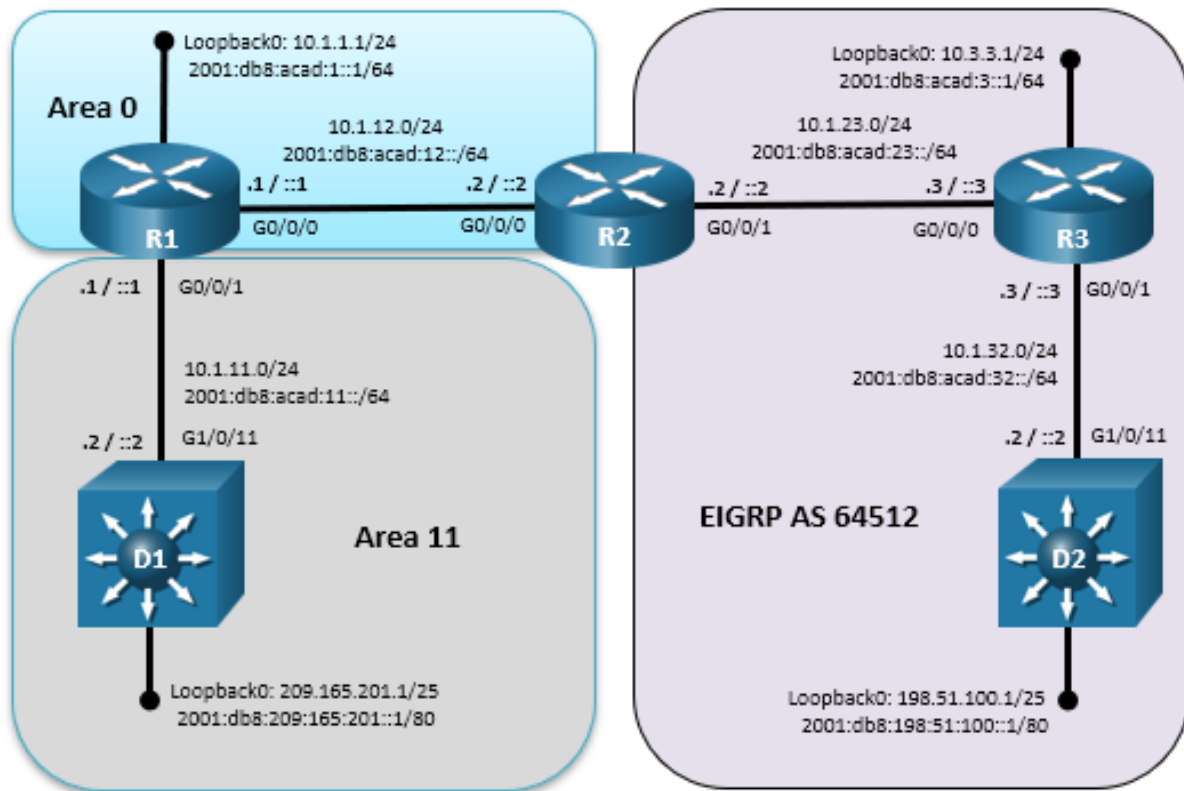 Loopback0: 10.1.1.1/24
2001:db8:acad:1::1/64
Area 0
10.1.12.0/24
2001:db8:acad:12::/64
.1 / ::1
.2 / ::2
G0/0/0
G0/0/0
R1
R2
Loopback0: 10.3.3.1/24
2001:db8:acad:3::1/64
10.1.23.0/24
2001:db8:acad:23::/64
.2 / ::2
.3 / ::3
G0/0/1
G0/0/0
R3
.1 / ::1
G0/0/1
10.1.11.0/24
2001:db8:acad:11::/64
.2 / ::2
G1/0/11
D1
Area 11
Loopback0: 209.165.201.1/25
2001:db8:209:165:201::1/80
.3 / ::3
G0/0/1
10.1.32.0/24
2001:db8:acad:32::/64
.2 / ::2
G1/0/11
EIGRP AS 64512
D2
Loopback0: 198.51.100.1/25
2001:db8:198:51:100::1/80